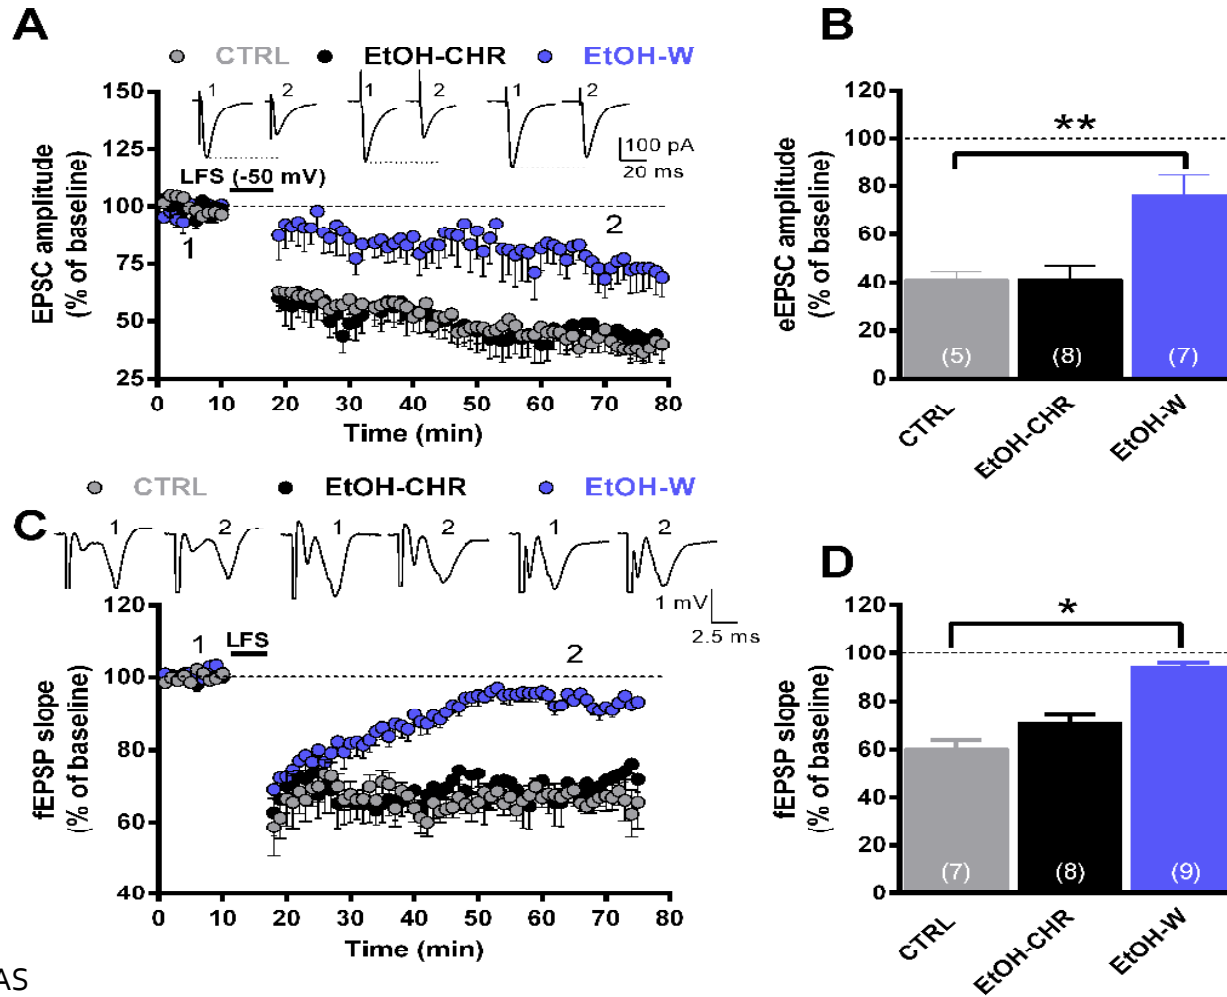 A
CTRL EtOH-CHR EtOH-W
150
125
100
75
50
25
EPSC amplitude
(% of baseline)
1 2 1 2 1 2
100 pA
20 ms
LFS (-50 mV)
1
2
0 10 20 30 40 50 60 70 80
Time (min)
B
120
100
80
60
40
20
0
eEPSC amplitude
(% of baseline)
**
(5) (8) (7)
CTRL
EtOH-CHR
EtOH-W
CTRL EtOH-CHR EtOH-W
C
1 2 1 2 1 2
1 mV
2.5 ms
120
100
80
60
40
fEPSP slope
(% of baseline)
1
LFS
2
0 10 20 30 40 50 60 70 80
Time (min)
D
120
100
80
60
40
20
0
fEPSP slope
(% of baseline)
*
(7) (8) (9)
CTRL
EtOH-CHR
EtOH-W
AS